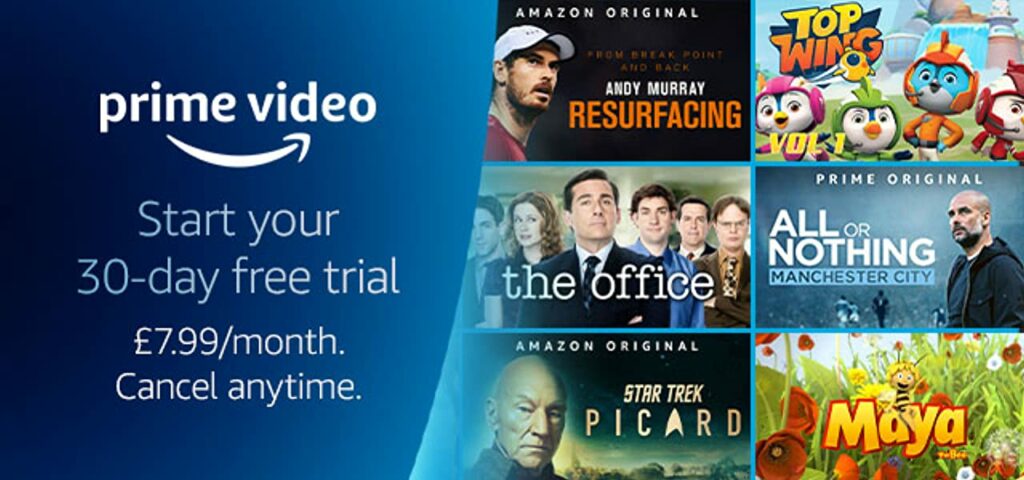 prime video
Start your
30-day free trial
£7.99/month.
Cancel anytime.
AMAZON ORIGINAL
FROM BREAK POINT
AND BACK
ANDY MURRAY
RESURFACING
TOP
WING
VOL 1
the office
PRIME ORIGINAL
ALL OR
NOTHING
MANCHESTER CITY
AMAZON ORIGINAL
STAR TREK
PICARD
Maya